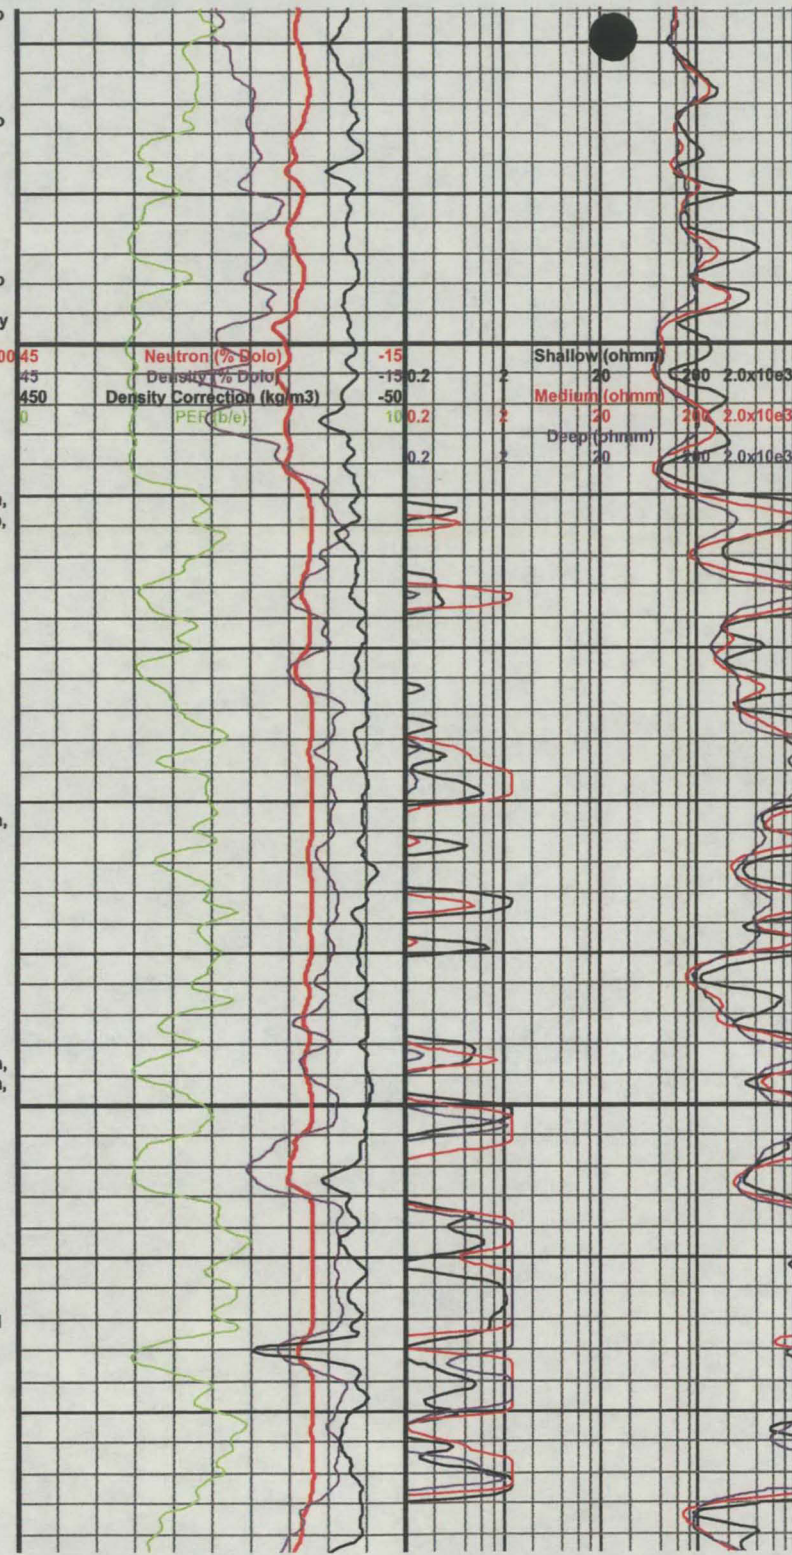 00 45 Neutron (% Dolo) -15 Shallow (ohmm)
45 Density (% Dolo) -15 0.2 2 20 200 2.0x10e3
450 Density Correction (kg/m3) -50 Medium (ohmm)
0 PEF (b/e) 10 0.2 2 20 200 2.0x10e3
Deep (ohmm)
0.2 2 20 200 2.0x10e3